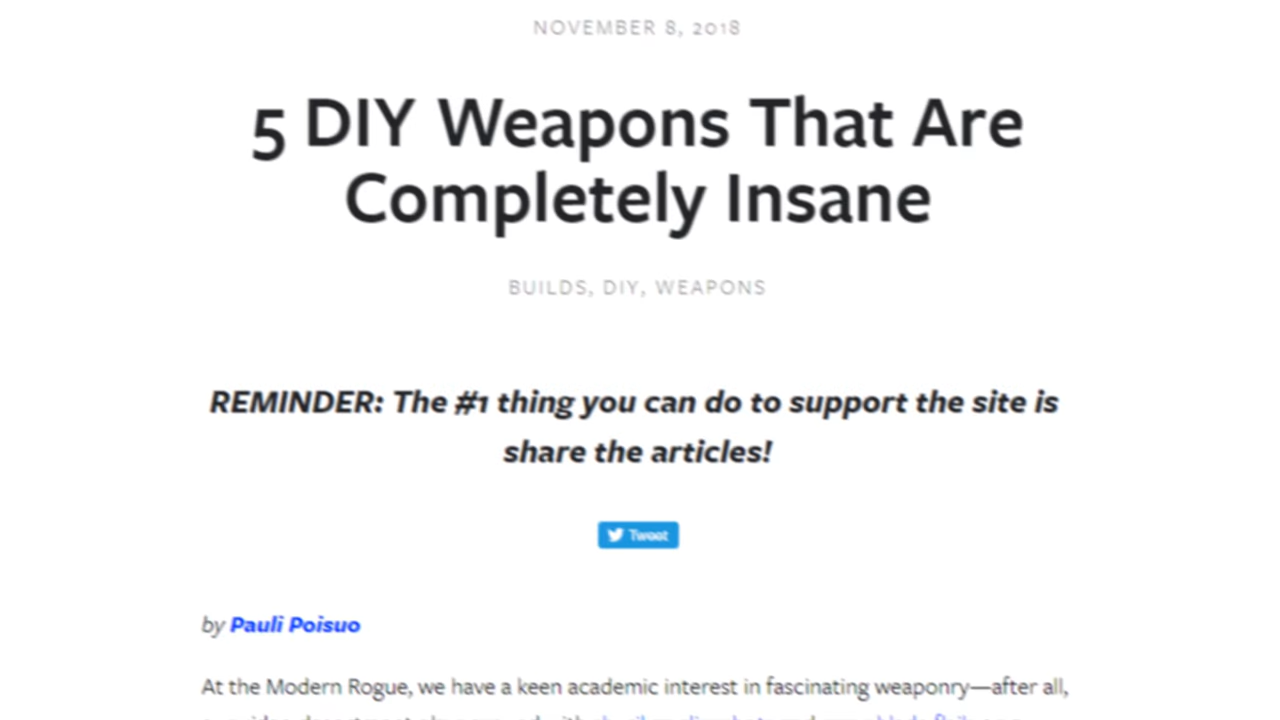 NOVEMBER 8, 2018
5 DIY Weapons That Are
Completely Insane
BUILDS, DIY, WEAPONS
REMINDER: The #1 thing you can do to support the site is
share the articles!
Tweet
by Pauli Poisuo
At the Modern Rogue, we have a keen academic interest in fascinating weaponry—after all,